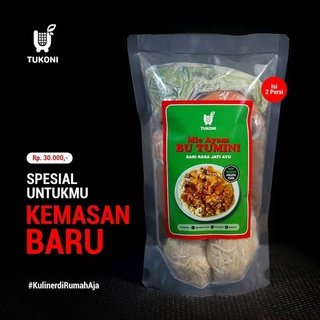 TUKONI
Rp. 30.000,-
SPESIAL
UNTUKMU
KEMASAN
BARU
#KulinerdiRumahAja
Isi
2 Porsi
TUKONI
Mie Ayam
BU TUMINI
SARI RASA JATI AYU